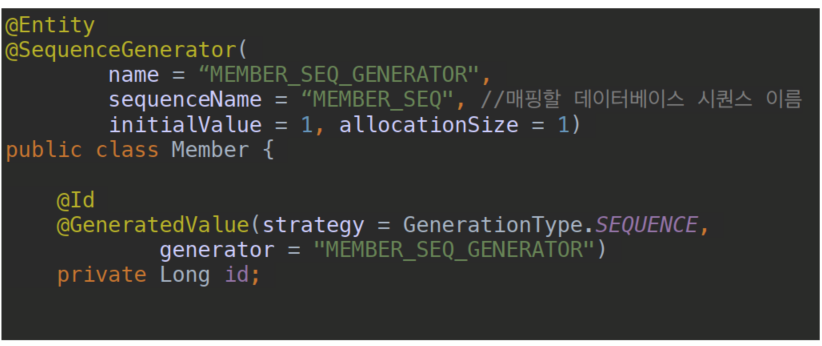 @Entity
@SequenceGenerator(
        name = “MEMBER_SEQ_GENERATOR",
        sequenceName = “MEMBER_SEQ", //매핑할 데이터베이스 시퀀스 이름
        initialValue = 1, allocationSize = 1)
public class Member {
    @Id
    @GeneratedValue(strategy = GenerationType.SEQUENCE,
            generator = "MEMBER_SEQ_GENERATOR")
    private Long id;